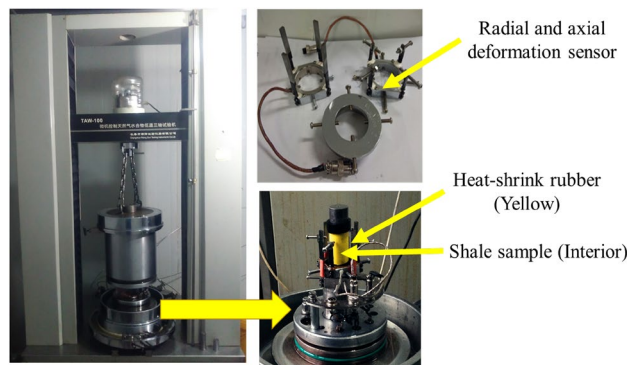 Radial and axial
deformation sensor
TAW-100
Heat-shrink rubber
(Yellow)
Shale sample (Interior)